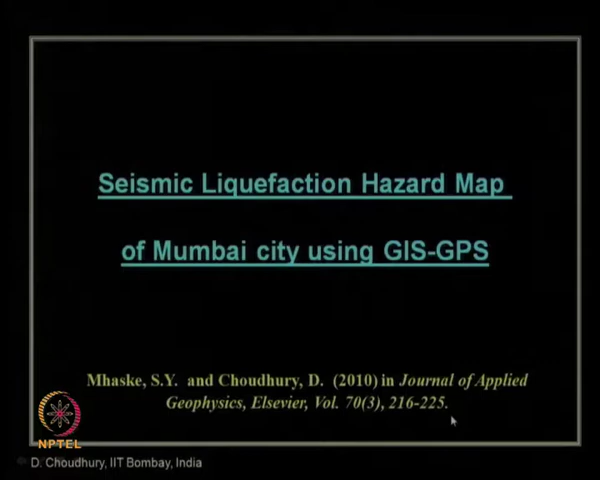 Seismic Liquefaction Hazard Map
of Mumbai city using GIS-GPS
Mhaske, S.Y. and Choudhury, D. (2010) in Journal of Applied
Geophysics, Elsevier, Vol. 70(3), 216-225.
NPTEL
D. Choudhury, IIT Bombay, India